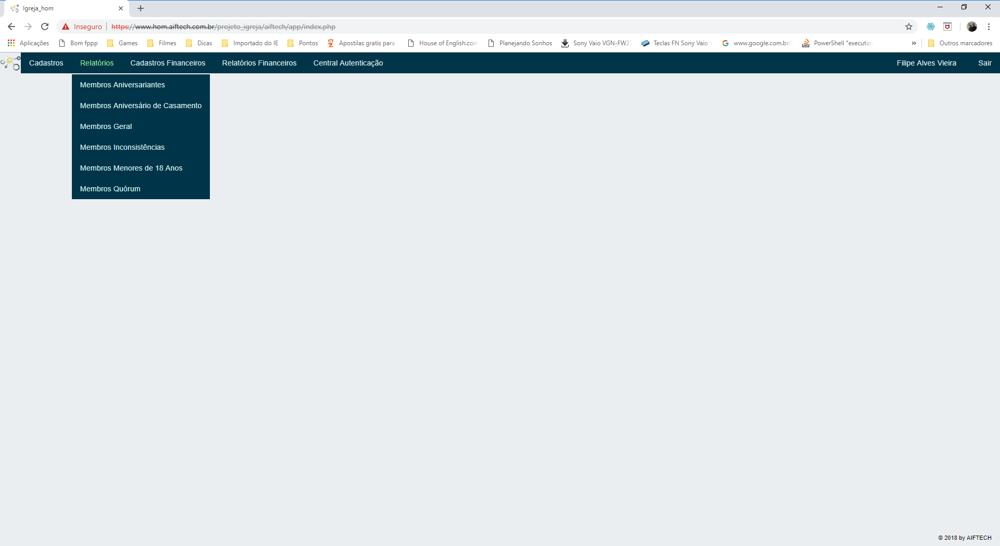 Igreja_hom
Inseguro https://www.hom.aiftech.com.br/projeto_igreja/aiftech/app/index.php
Aplicações Bom fppp Games Filmes Dicas Importado do IE Pontos Apostilas gratis para House of English.com Planejando Sonhos Sony Vaio VGN-FW27 Teclas FN Sony Vaio www.google.com.br/ PowerShell "executio » Outros marcadores
Cadastros Relatórios Cadastros Financeiros Relatórios Financeiros Central Autenticação Filipe Alves Vieira Sair
Membros Aniversariantes
Membros Aniversário de Casamento
Membros Geral
Membros Inconsistências
Membros Menores de 18 Anos
Membros Quórum
© 2018 by AIFTECH